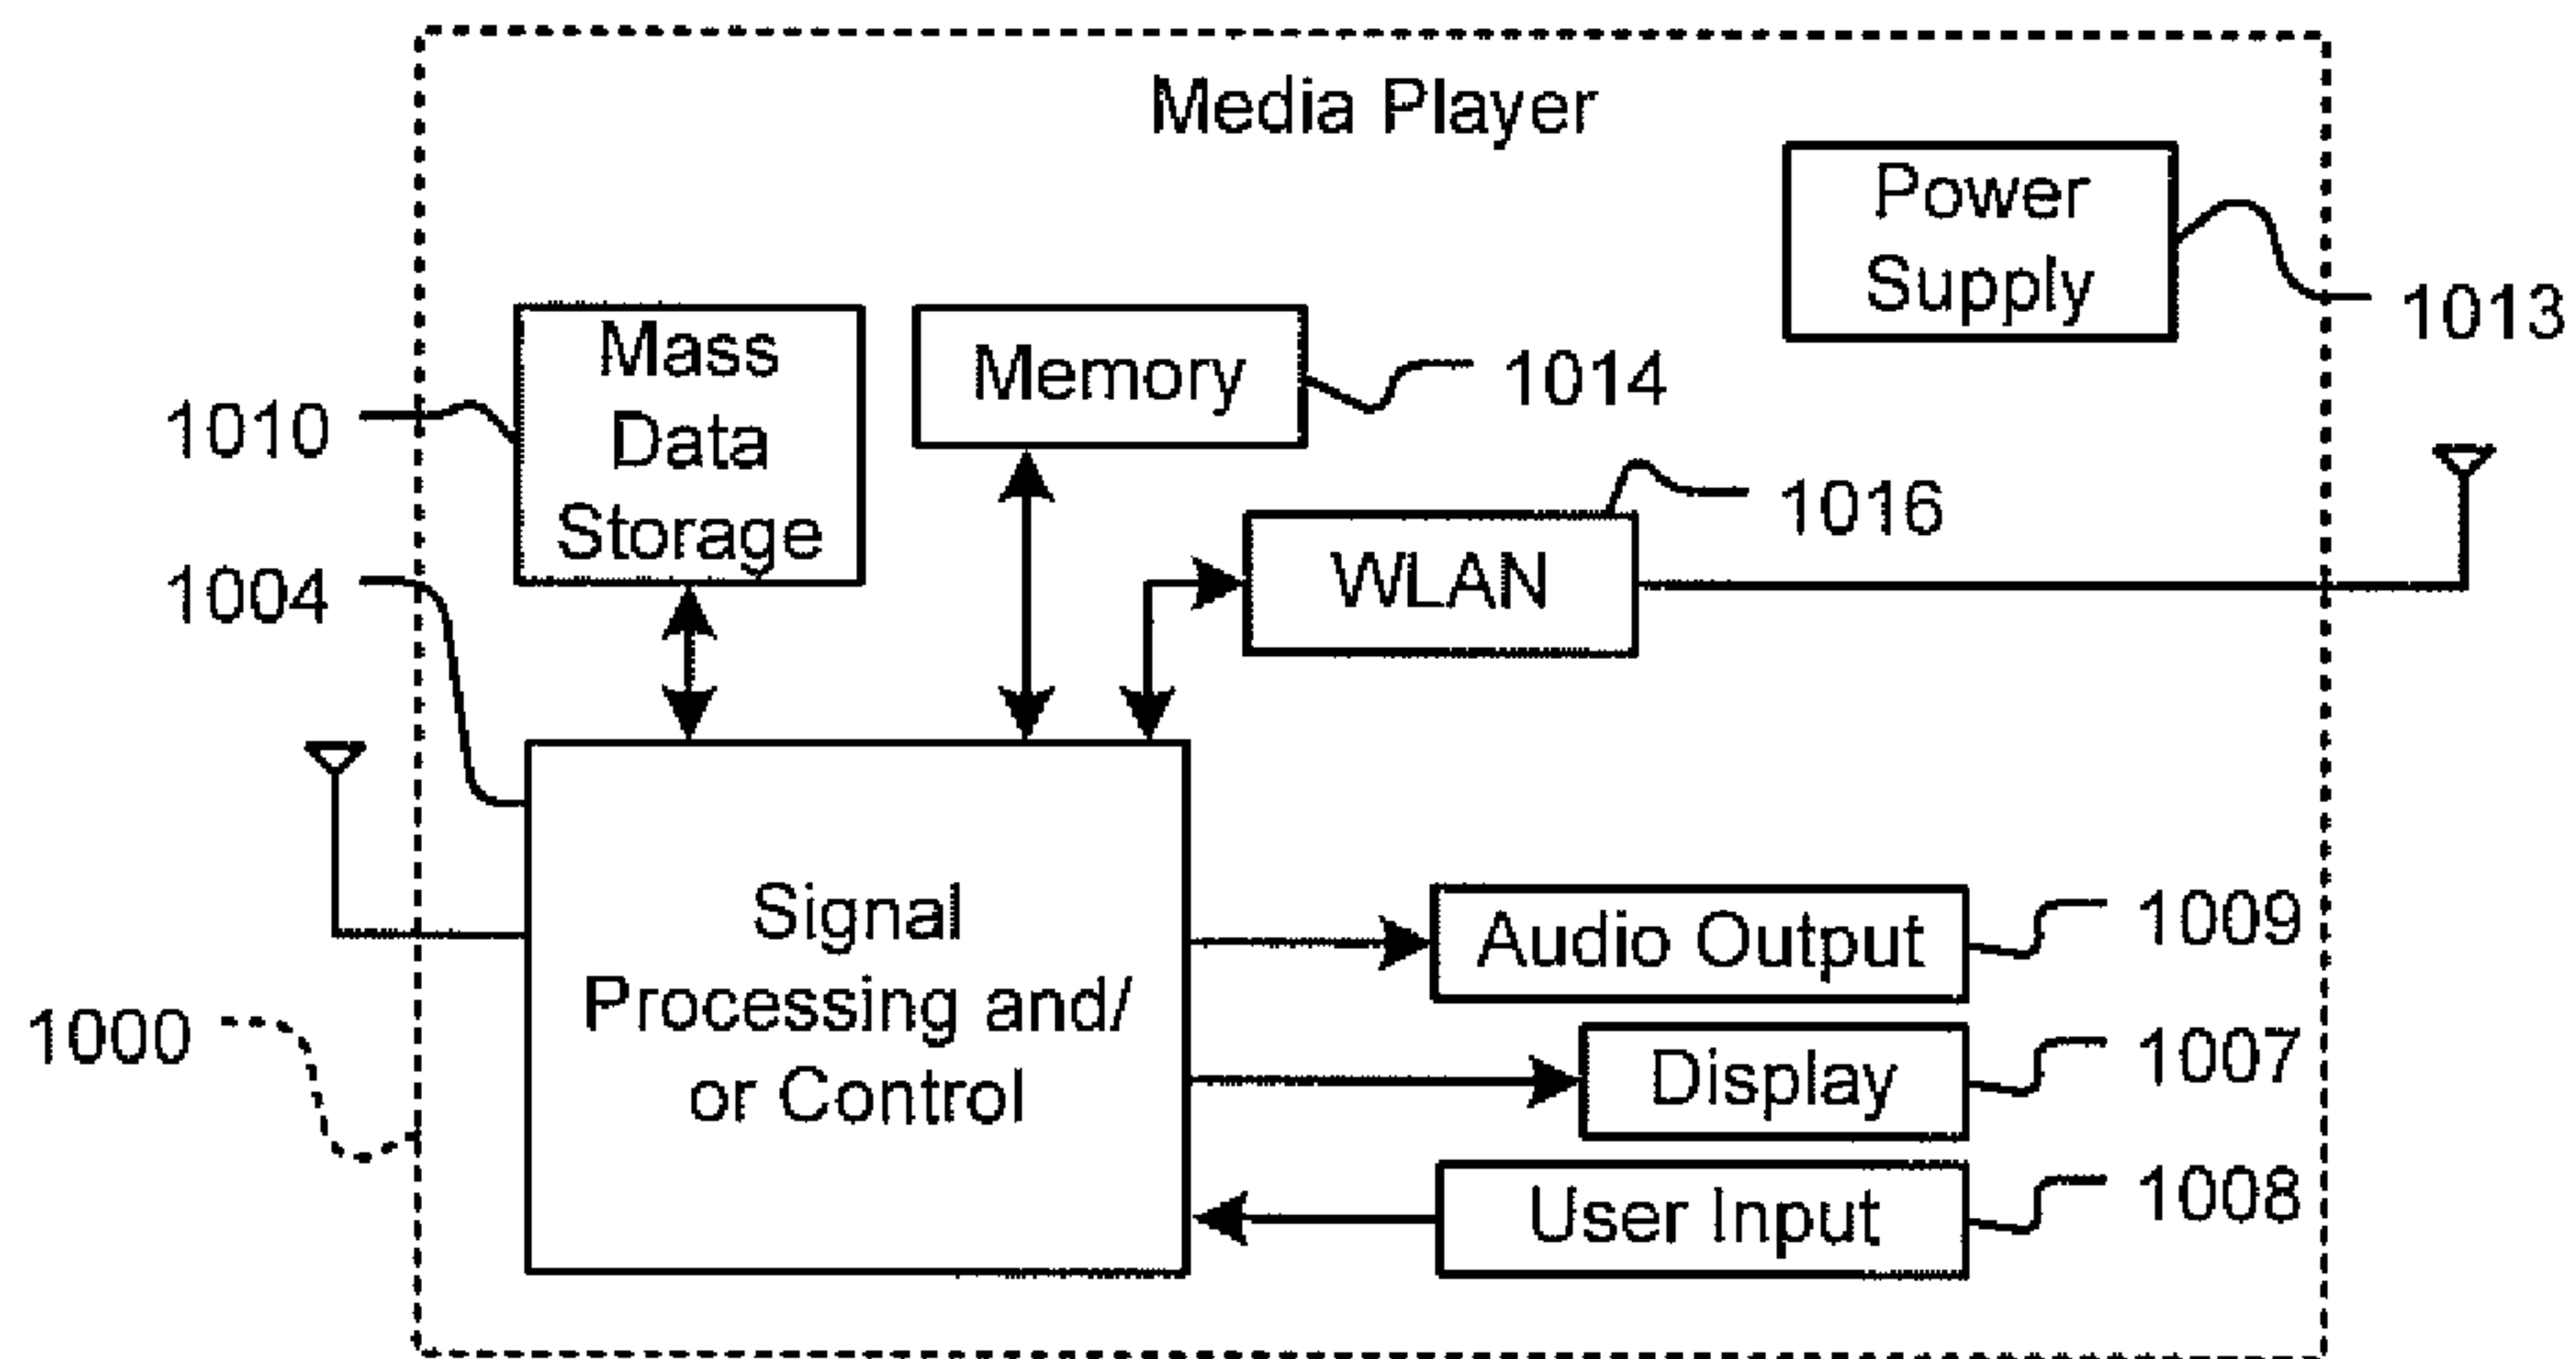 Media Player
Power
Supply
1013
Mass
Data
Storage
1010
Memory
1014
1016
WLAN
1004
Signal
Processing and/
or Control
Audio Output
1009
1000
Display
1007
User Input
1008